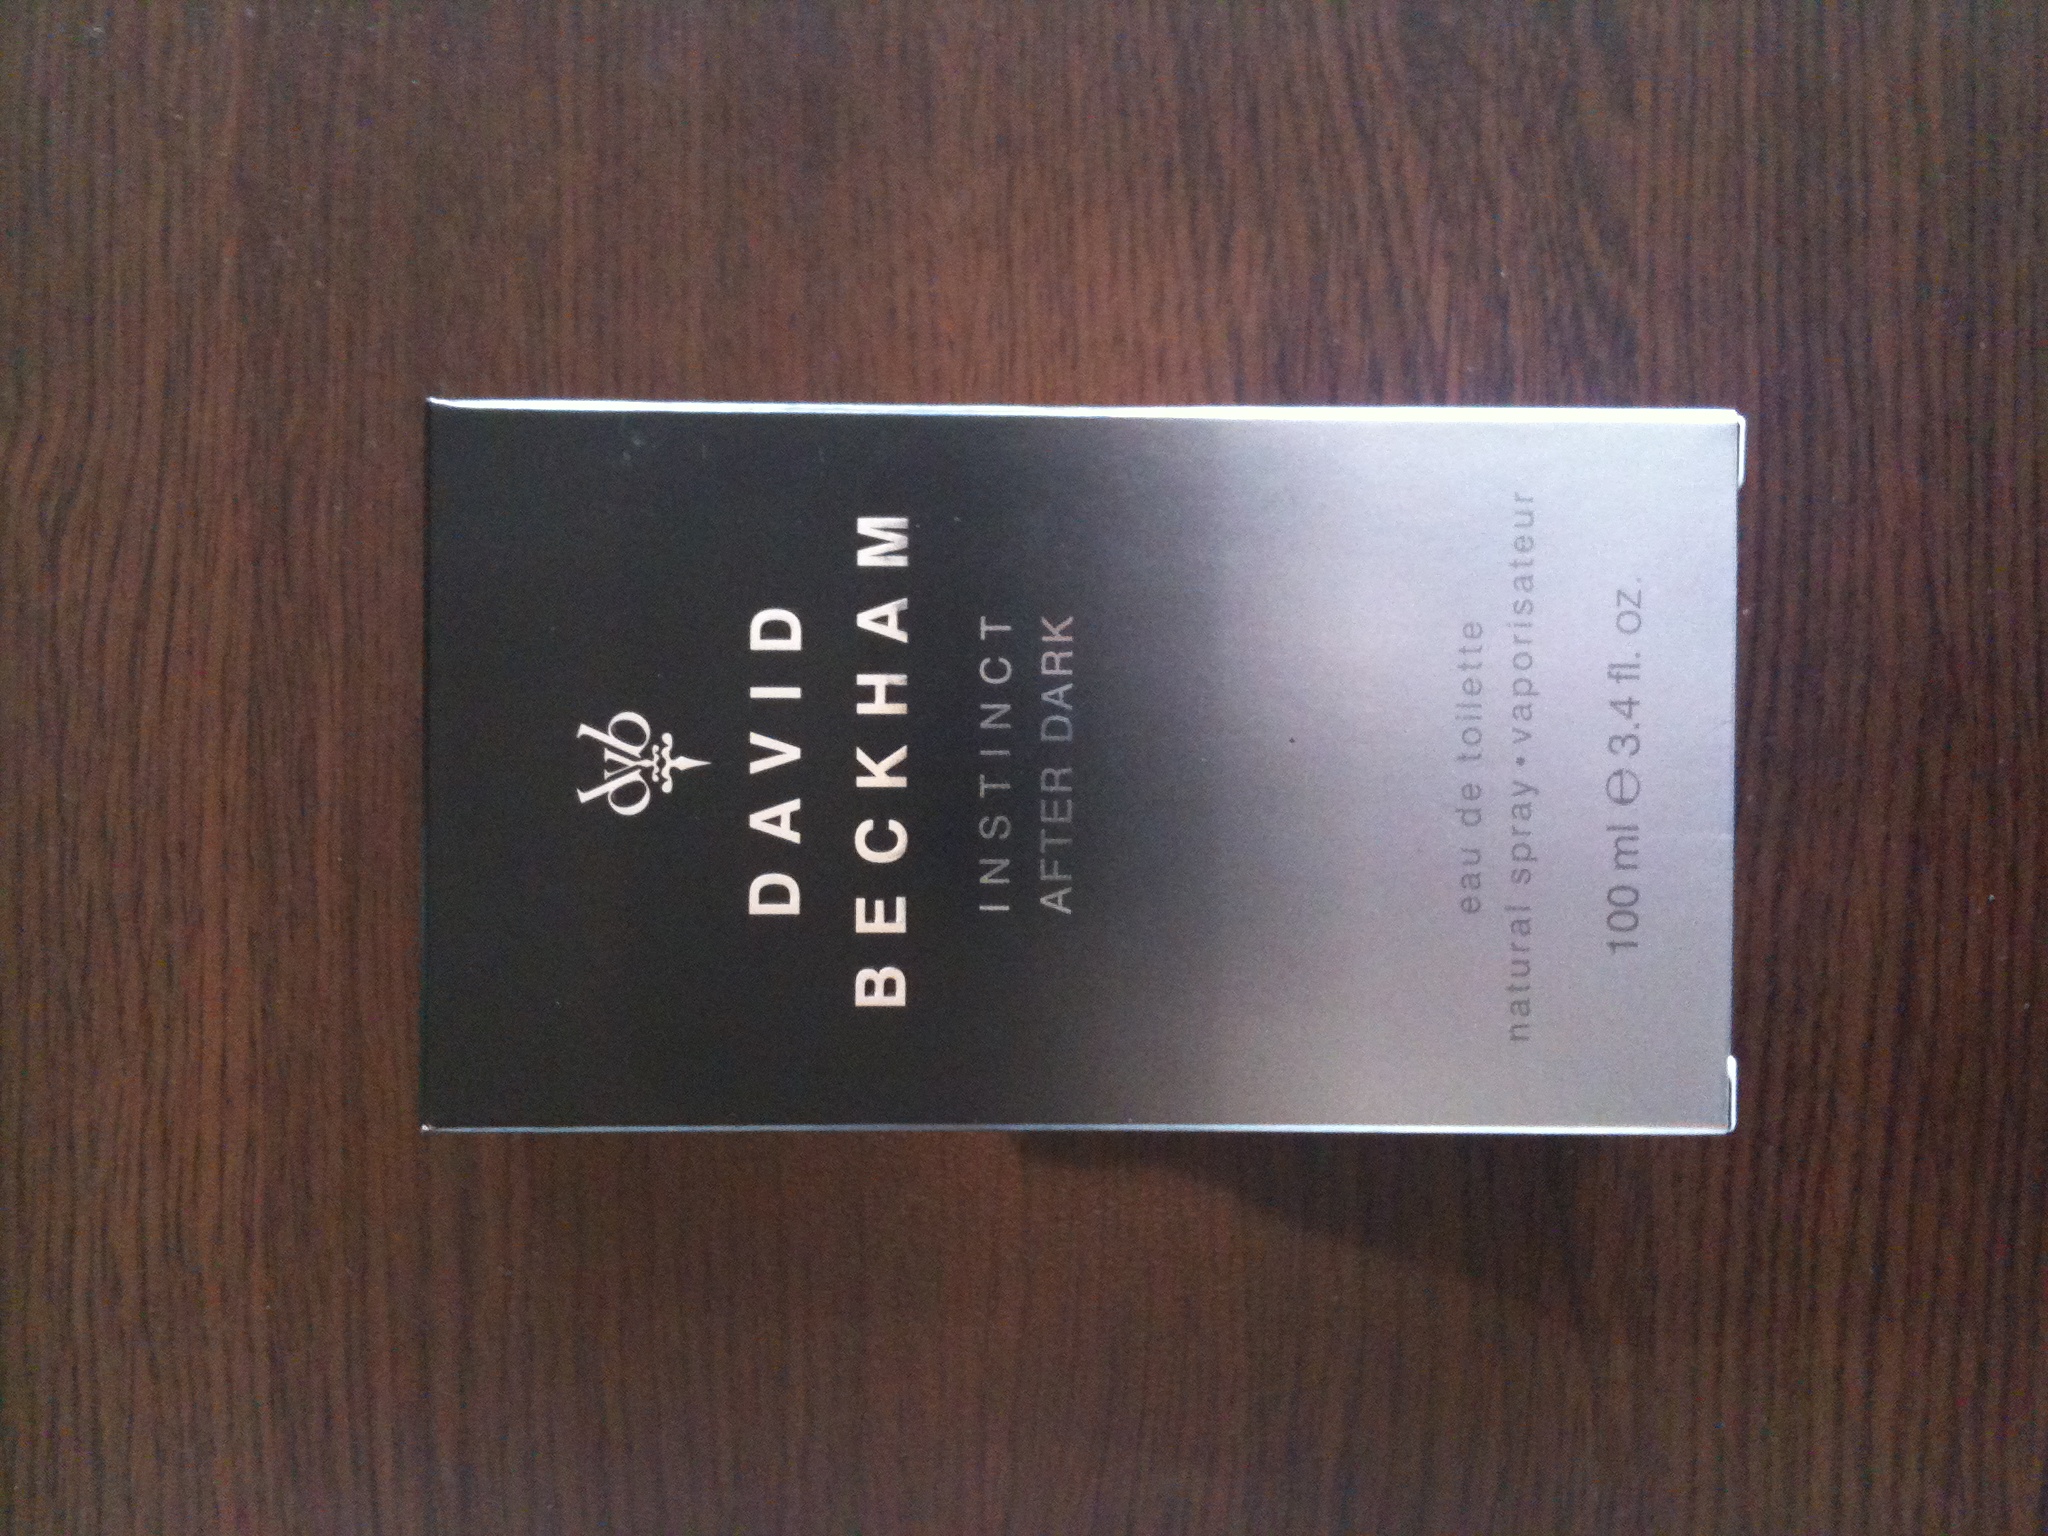 dvb
DAVID
BECKHAM
INSTINCT
AFTER DARK
eau de toilette
natural spray • vaporisateur
100 ml ℮ 3.4 fl. oz.